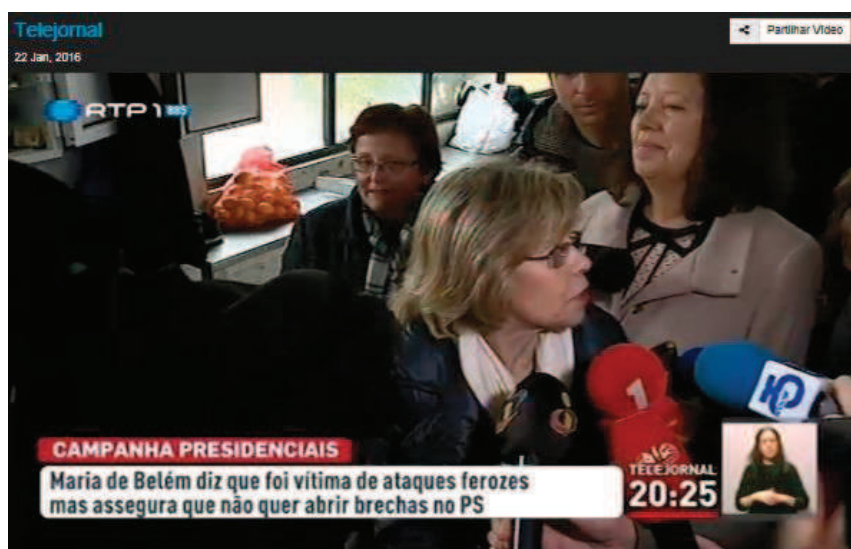 Telejornal
Partilhar Vídeo
22 Jan, 2016
RTP 1
CAMPANHA PRESIDENCIAIS
Maria de Belém diz que foi vítima de ataques ferozes
mas assegura que não quer abrir brechas no PS
TELEJORNAL
20:25
1